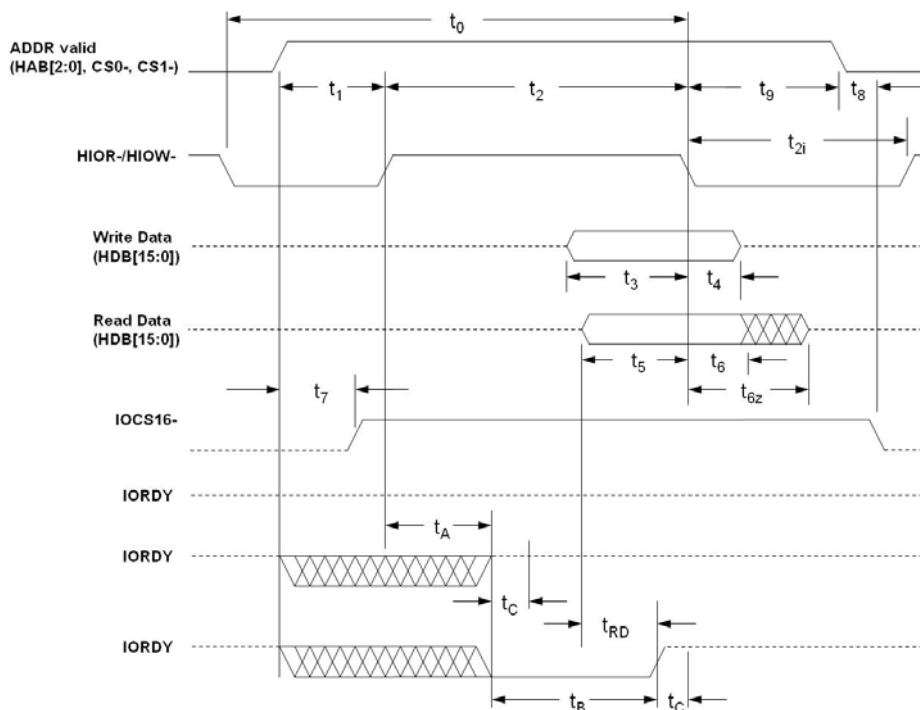 t0
ADDR valid
(HAB[2:0], CS0-, CS1-)
t1
t2
t9
t8
HIOR-/HIOW-
t2i
Write Data
(HDB[15:0])
t3
t4
Read Data
(HDB[15:0])
t5
t6
t7
t6z
IOCS16-
IORDY
tA
IORDY
tC
tRD
IORDY
tB
tC